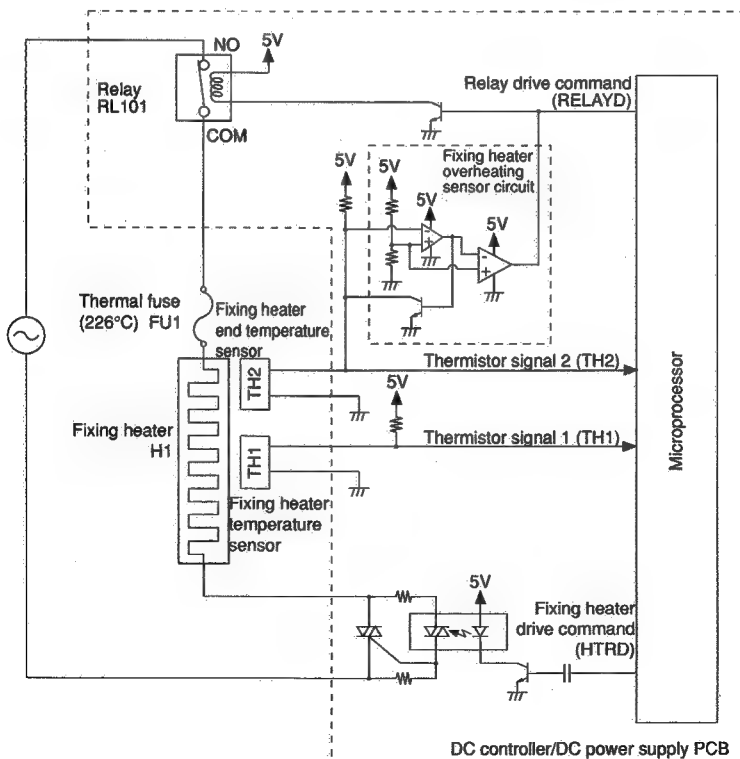 NO
5V
Relay
RL101
COM
Relay drive command
(RELAYD)
Fixing heater
overheating
sensor circuit
5V
5V
5V
5V
Thermal fuse
(226°C) FU1
Fixing heater
end temperature
sensor
TH2
Thermistor signal 2 (TH2)
5V
Fixing heater
H1
TH1
Thermistor signal 1 (TH1)
Fixing heater
temperature
sensor
Microprocessor
5V
Fixing heater
drive command
(HTRD)
DC controller/DC power supply PCB